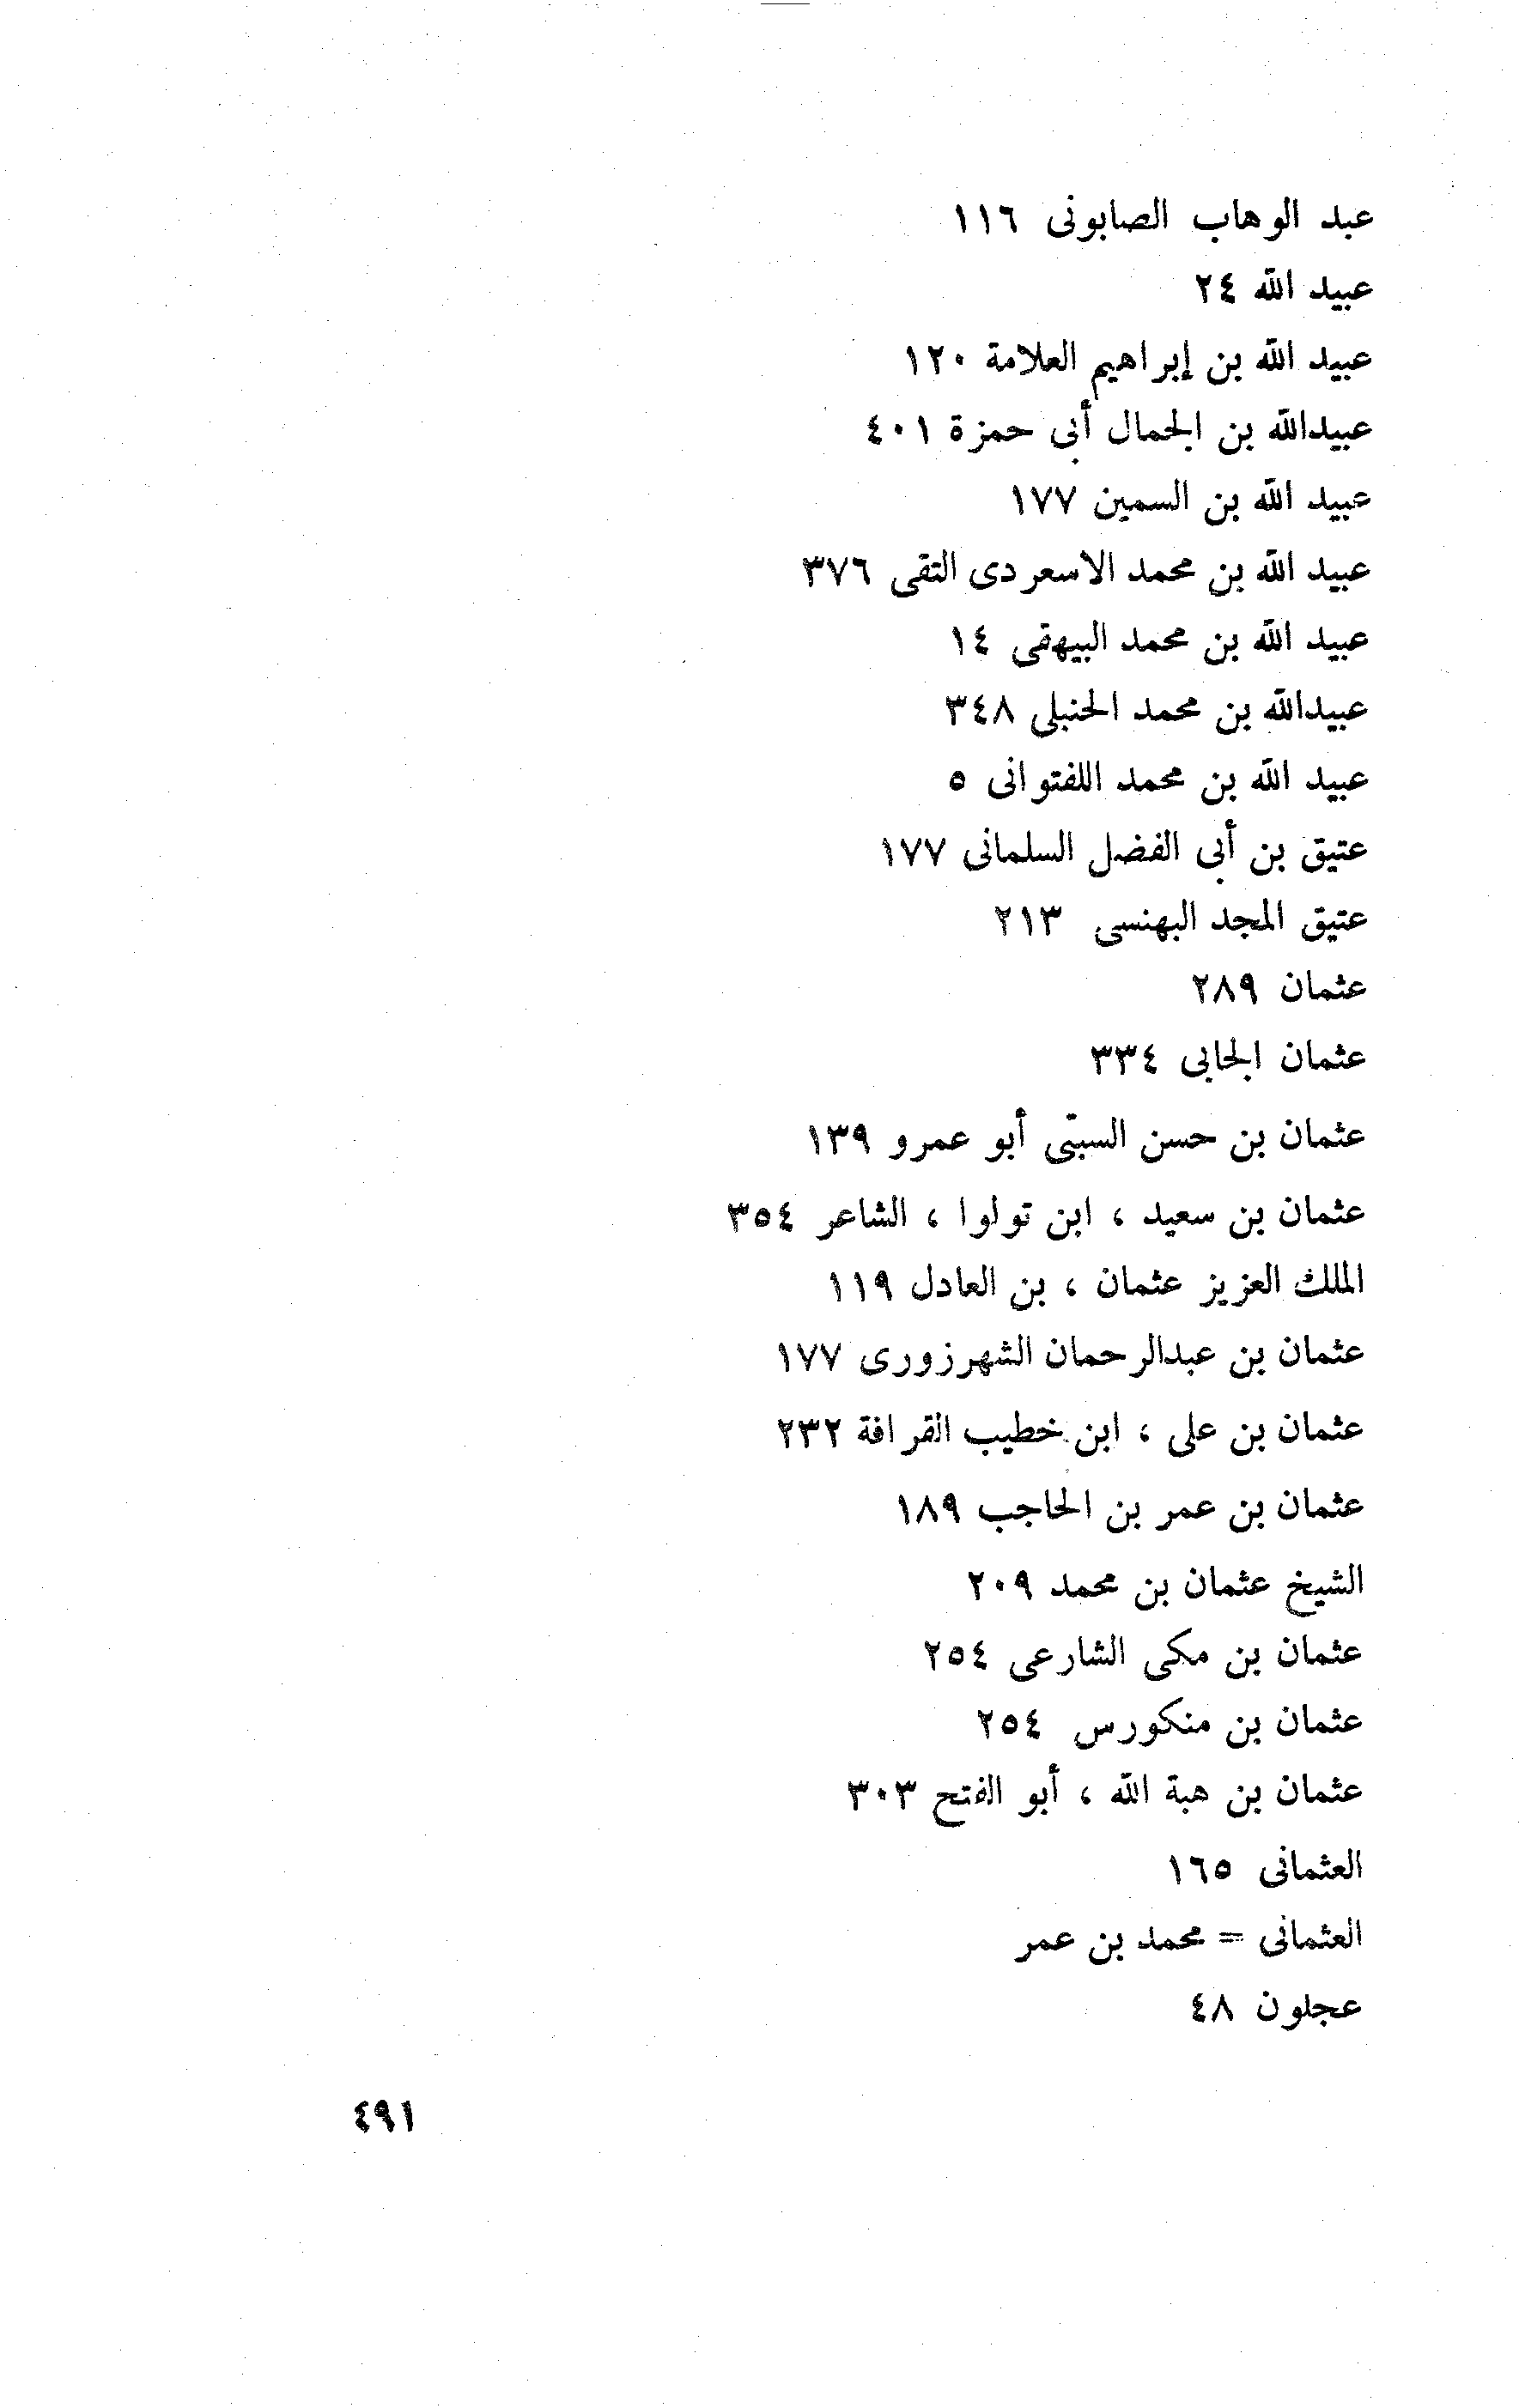 عبد الوهاب الصابونى ١١٦
عبيد الله ٢٤
عبيد الله بن إبراهيم العلامة ١٢٠
عبيدالله بن الجمال أبى حمزة ٤٠١
عبيد الله بن السمين ١٧٧
عبيد الله بن محمد الاسعردى التقى ٣٧٦
عبيد الله بن محمد البيهقى ١٤
عبيدالله بن محمد الحنبلى ٣٤٨
عبيد الله بن محمد اللفتوانى ٥
عتيق بن أبى الفضل السلمانى ١٧٧
عتيق المجد البهنسى ٢١٣
عثمان ٢٨٩
عثمان الجابى ٣٣٤
عثمان بن حسن السبتى أبو عمرو ١٣٩
عثمان بن سعيد ، ابن تولوا ، الشاعر ٣٥٤
الملك العزيز عثمان ، بن العادل ١١٩
عثمان بن عبدالرحمان الشهرزورى ١٧٧
عثمان بن على ، ابن خطيب القرافة ٢٣٢
عثمان بن عمر بن الحاجب ١٨٩
الشيخ عثمان بن محمد ٢٠٩
عثمان بن مكى الشارعى ٢٥٤
عثمان بن منكورس ٢٥٤
عثمان بن هبة الله ، أبو الفتح ٣٠٣
العثمانى ١٦٥
العثمانى = محمد بن عمر
عجلون ٤٨
٤٩١